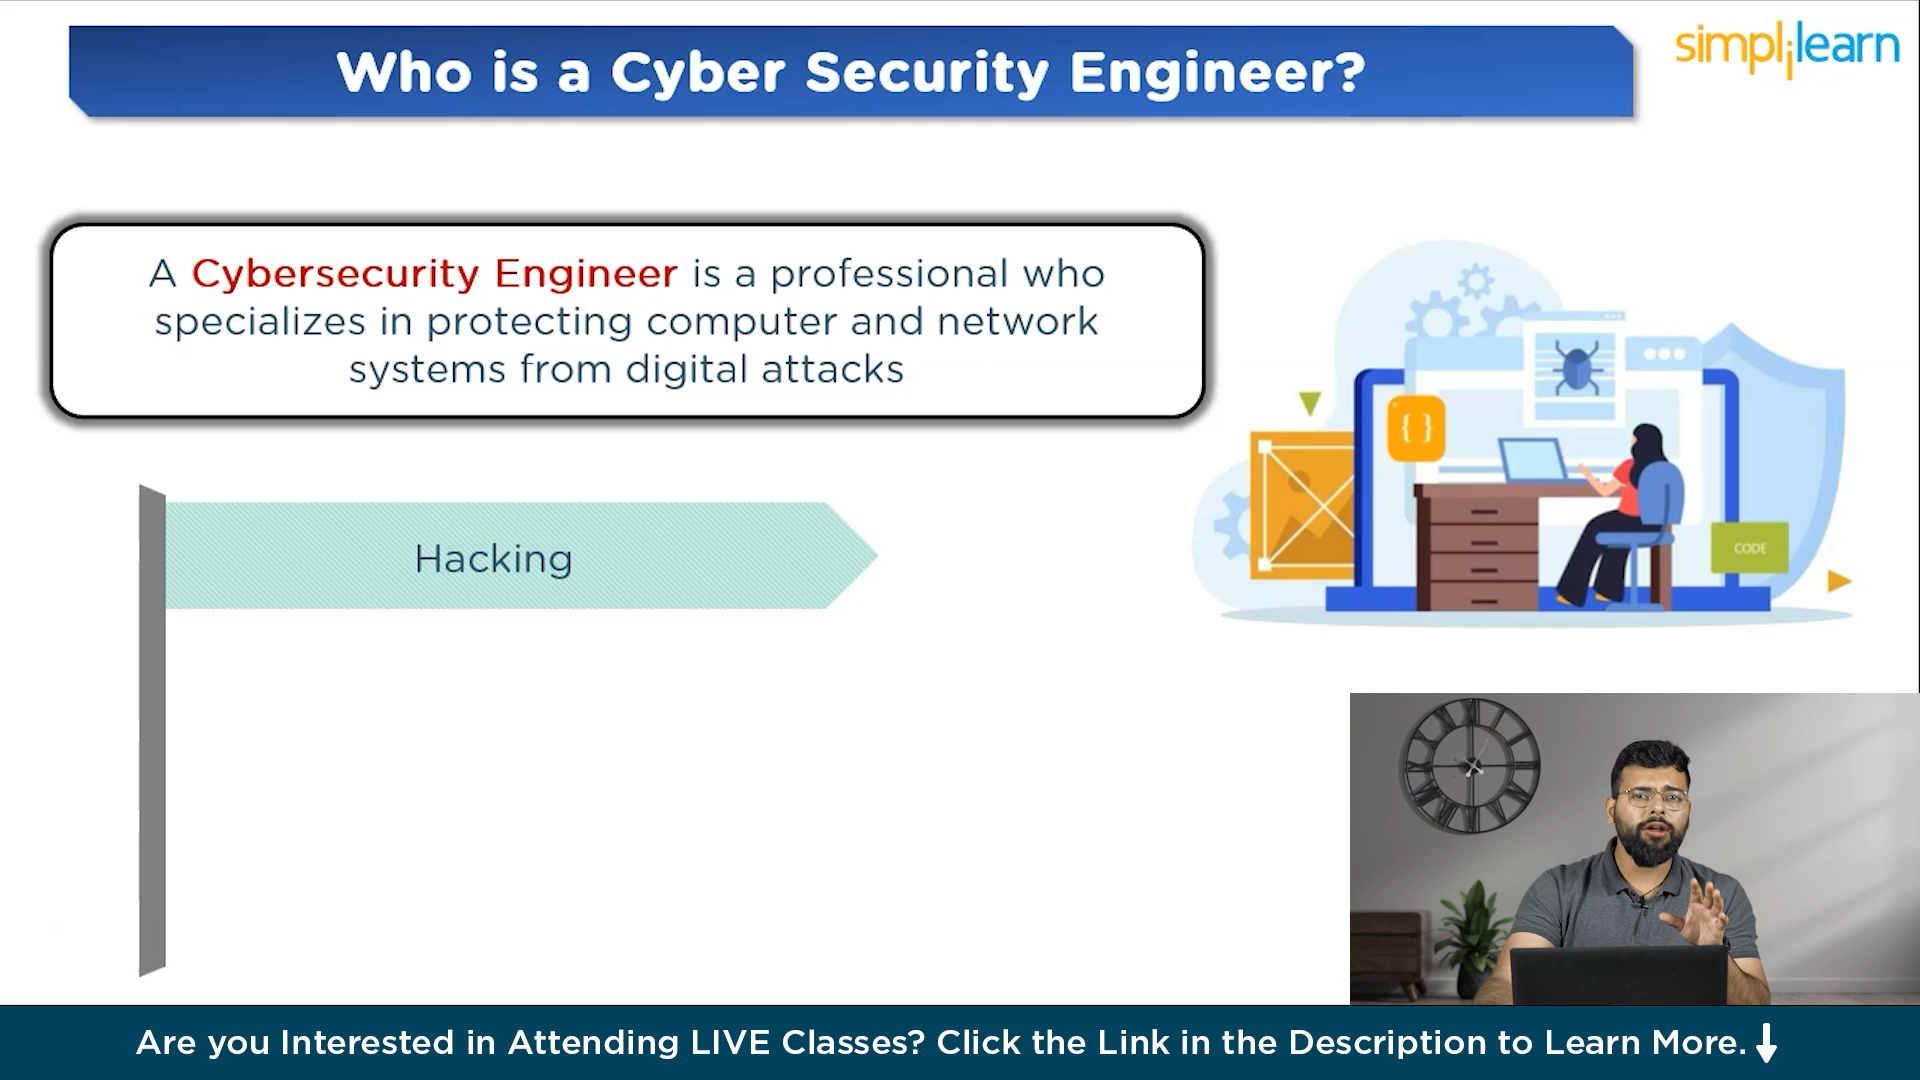 Who is a Cyber Security Engineer?
simplilearn
A Cybersecurity Engineer is a professional who
specializes in protecting computer and network
systems from digital attacks
{ }
Hacking
CODE
Are you Interested in Attending LIVE Classes? Click the Link in the Description to Learn More.